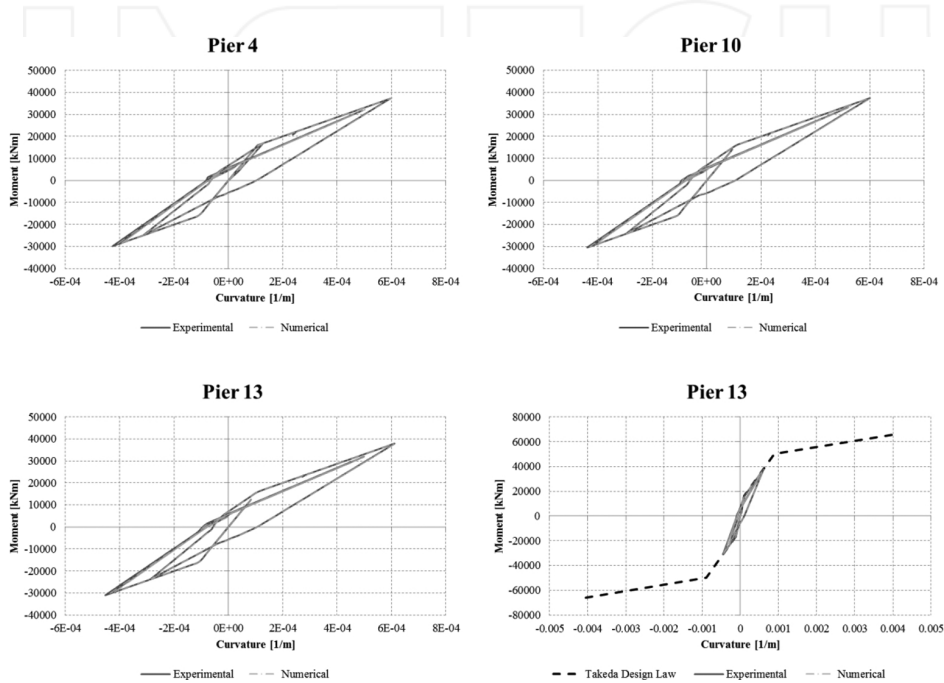 Pier 4
50000
40000
30000
20000
10000
0
-10000
-20000
-30000
-40000
Moment [kNm]
-6E-04 -4E-04 -2E-04 0E+00 2E-04 4E-04 6E-04
Curvature [1/m]
Experimental Numerical
Pier 10
50000
40000
30000
20000
10000
0
-10000
-20000
-30000
-40000
Moment [kNm]
-6E-04 -4E-04 -2E-04 0E+00 2E-04 4E-04 6E-04 8E-04
Curvature [1/m]
Experimental Numerical
Pier 13
50000
40000
30000
20000
10000
0
-10000
-20000
-30000
-40000
Moment [kNm]
-6E-04 -4E-04 -2E-04 0E+00 2E-04 4E-04 6E-04 8E-04
Curvature [1/m]
Experimental Numerical
Pier 13
80000
60000
40000
20000
0
-20000
-40000
-60000
-80000
Moment [kNm]
-0.005 -0.004 -0.003 -0.002 -0.001 0 0.001 0.002 0.003 0.004 0.005
Curvature [1/m]
Takeda Design Law Experimental Numerical